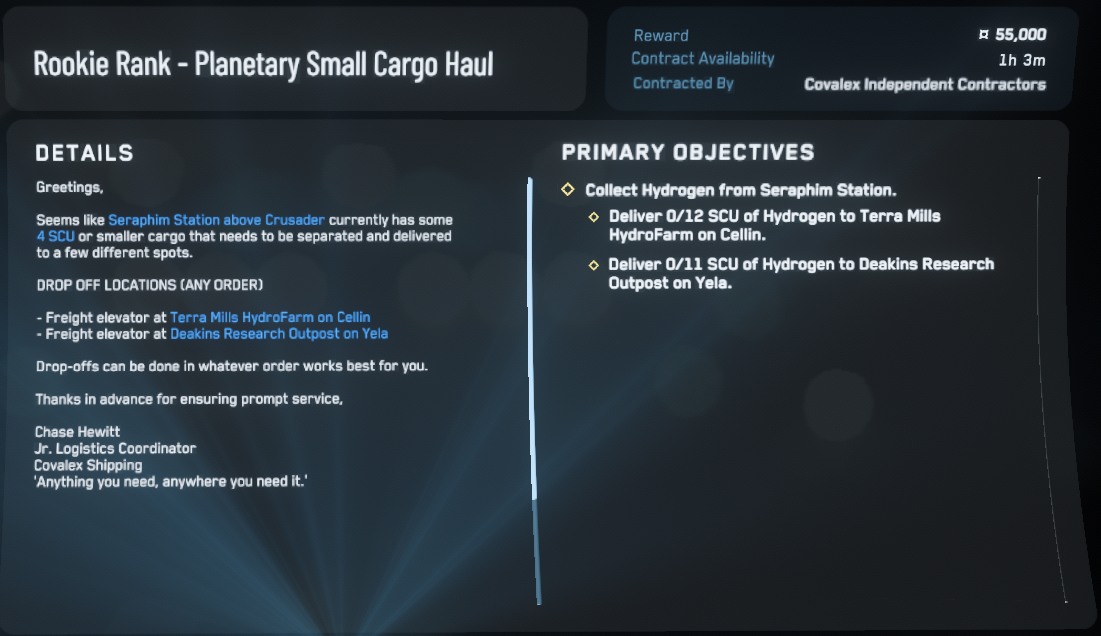 Rookie Rank - Planetary Small Cargo Haul
Reward ¤ 55,000
Contract Availability 1h 3m
Contracted By Covalex Independent Contractors
DETAILS
Greetings,
Seems like Seraphim Station above Crusader currently has some
4 SCU or smaller cargo that needs to be separated and delivered
to a few different spots.
DROP OFF LOCATIONS (ANY ORDER)
- Freight elevator at Terra Mills HydroFarm on Cellin
- Freight elevator at Deakins Research Outpost on Yela
Drop-offs can be done in whatever order works best for you.
Thanks in advance for ensuring prompt service,
Chase Hewitt
Jr. Logistics Coordinator
Covalex Shipping
'Anything you need, anywhere you need it.'
PRIMARY OBJECTIVES
Collect Hydrogen from Seraphim Station.
Deliver 0/12 SCU of Hydrogen to Terra Mills
HydroFarm on Cellin.
Deliver 0/11 SCU of Hydrogen to Deakins Research
Outpost on Yela.